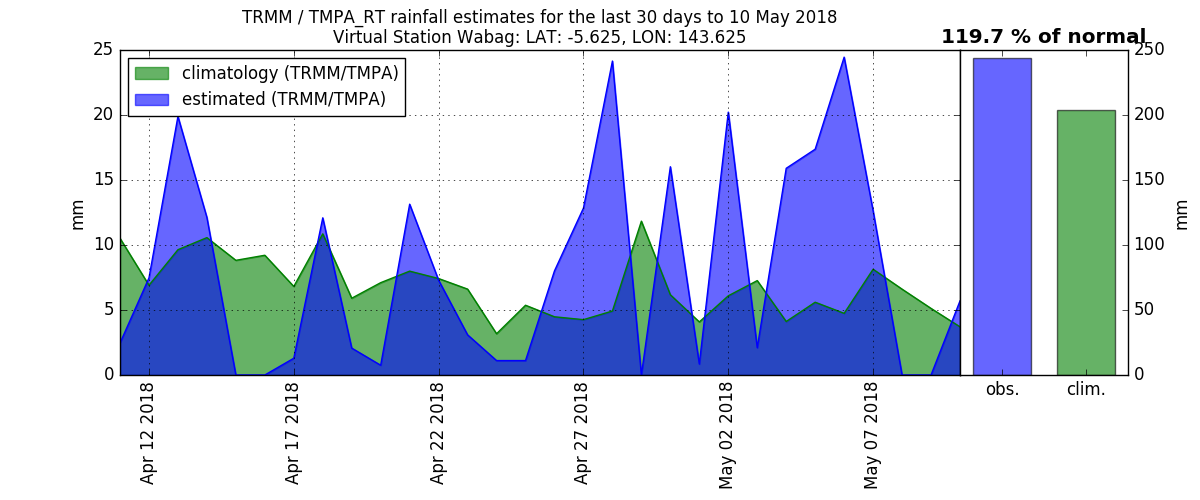 TRMM / TMPA_RT rainfall estimates for the last 30 days to 10 May 2018
Virtual Station Wabag: LAT: -5.625, LON: 143.625
119.7 % of normal
climatology (TRMM/TMPA)
estimated (TRMM/TMPA)
25
20
15
10
5
0
mm
Apr 12 2018
Apr 17 2018
Apr 22 2018
Apr 27 2018
May 02 2018
May 07 2018
250
200
150
100
50
0
mm
obs.
clim.